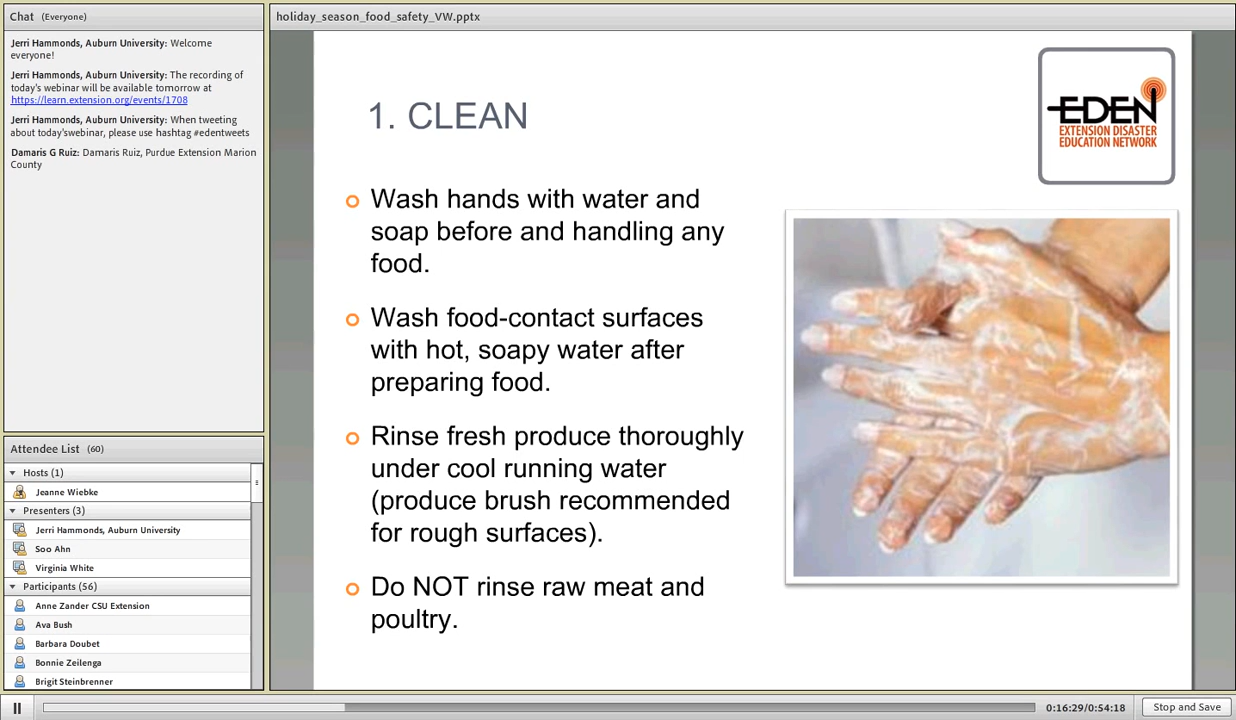 Chat (Everyone)
Jerri Hammonds, Auburn University: Welcome
everyone!
Jerri Hammonds, Auburn University: The recording of
today's webinar will be available tomorrow at
https://learn.extension.org/events/1708
Jerri Hammonds, Auburn University: When tweeting
about today'swebinar, please use hashtag #edentweets
Damaris G Ruiz: Damaris Ruiz, Purdue Extension Marion
County
Attendee List (60)
Hosts (1)
Jeanne Wiebke
Presenters (3)
Jerri Hammonds, Auburn University
Soo Ahn
Virginia White
Participants (56)
Anne Zander CSU Extension
Ava Bush
Barbara Doubet
Bonnie Zeilenga
Brigit Steinbrenner
holiday_season_food_safety_VW.pptx
EDEN
EXTENSION DISASTER
EDUCATION NETWORK
1. CLEAN
Wash hands with water and
soap before and handling any
food.
Wash food-contact surfaces
with hot, soapy water after
preparing food.
Rinse fresh produce thoroughly
under cool running water
(produce brush recommended
for rough surfaces).
Do NOT rinse raw meat and
poultry.
0:16:29/0:54:18
Stop and Save